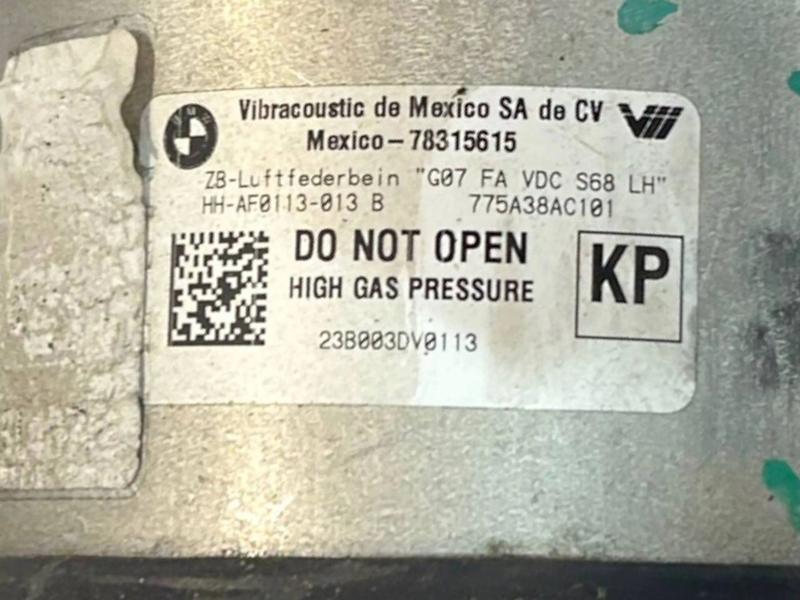 Vibracoustic de Mexico SA de CV
Mexico-78315615
ZB-Luftfederbein "G07 FA VDC S68 LH"
HH-AF0113-013 B 775A38AC101
DO NOT OPEN
HIGH GAS PRESSURE
KP
23B003DV0113